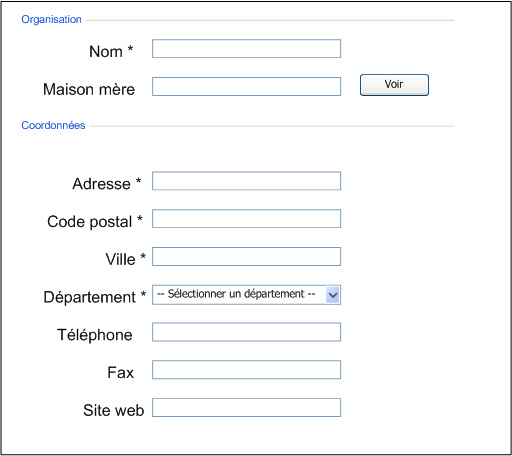 Organisation
Nom *
Maison mère Voir
Coordonnées
Adresse *
Code postal *
Ville *
Département * -- Sélectionner un département --
Téléphone
Fax
Site web